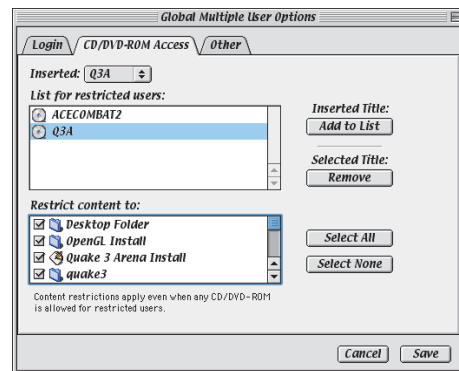 Global Multiple User Options
Login CD/DVD-ROM Access Other
Inserted: Q3A
List for restricted users:
ACECOMBAT2
Q3A
Inserted Title:
Add to List
Selected Title:
Remove
Restrict content to:
Desktop Folder
OpenGL Install
Quake 3 Arena Install
quake3
Select All
Select None
Content restrictions apply even when any CD/DVD-ROM
is allowed for restricted users.
Cancel Save